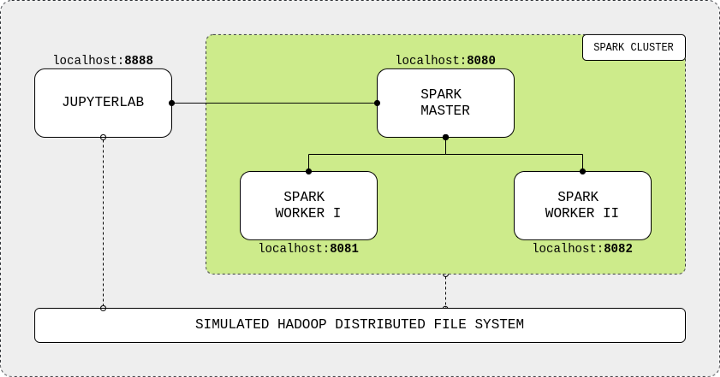 SPARK CLUSTER
localhost:8888
localhost:8080
JUPYTERLAB
SPARK
MASTER
SPARK
WORKER I
SPARK
WORKER II
localhost:8081
localhost:8082
SIMULATED HADOOP DISTRIBUTED FILE SYSTEM